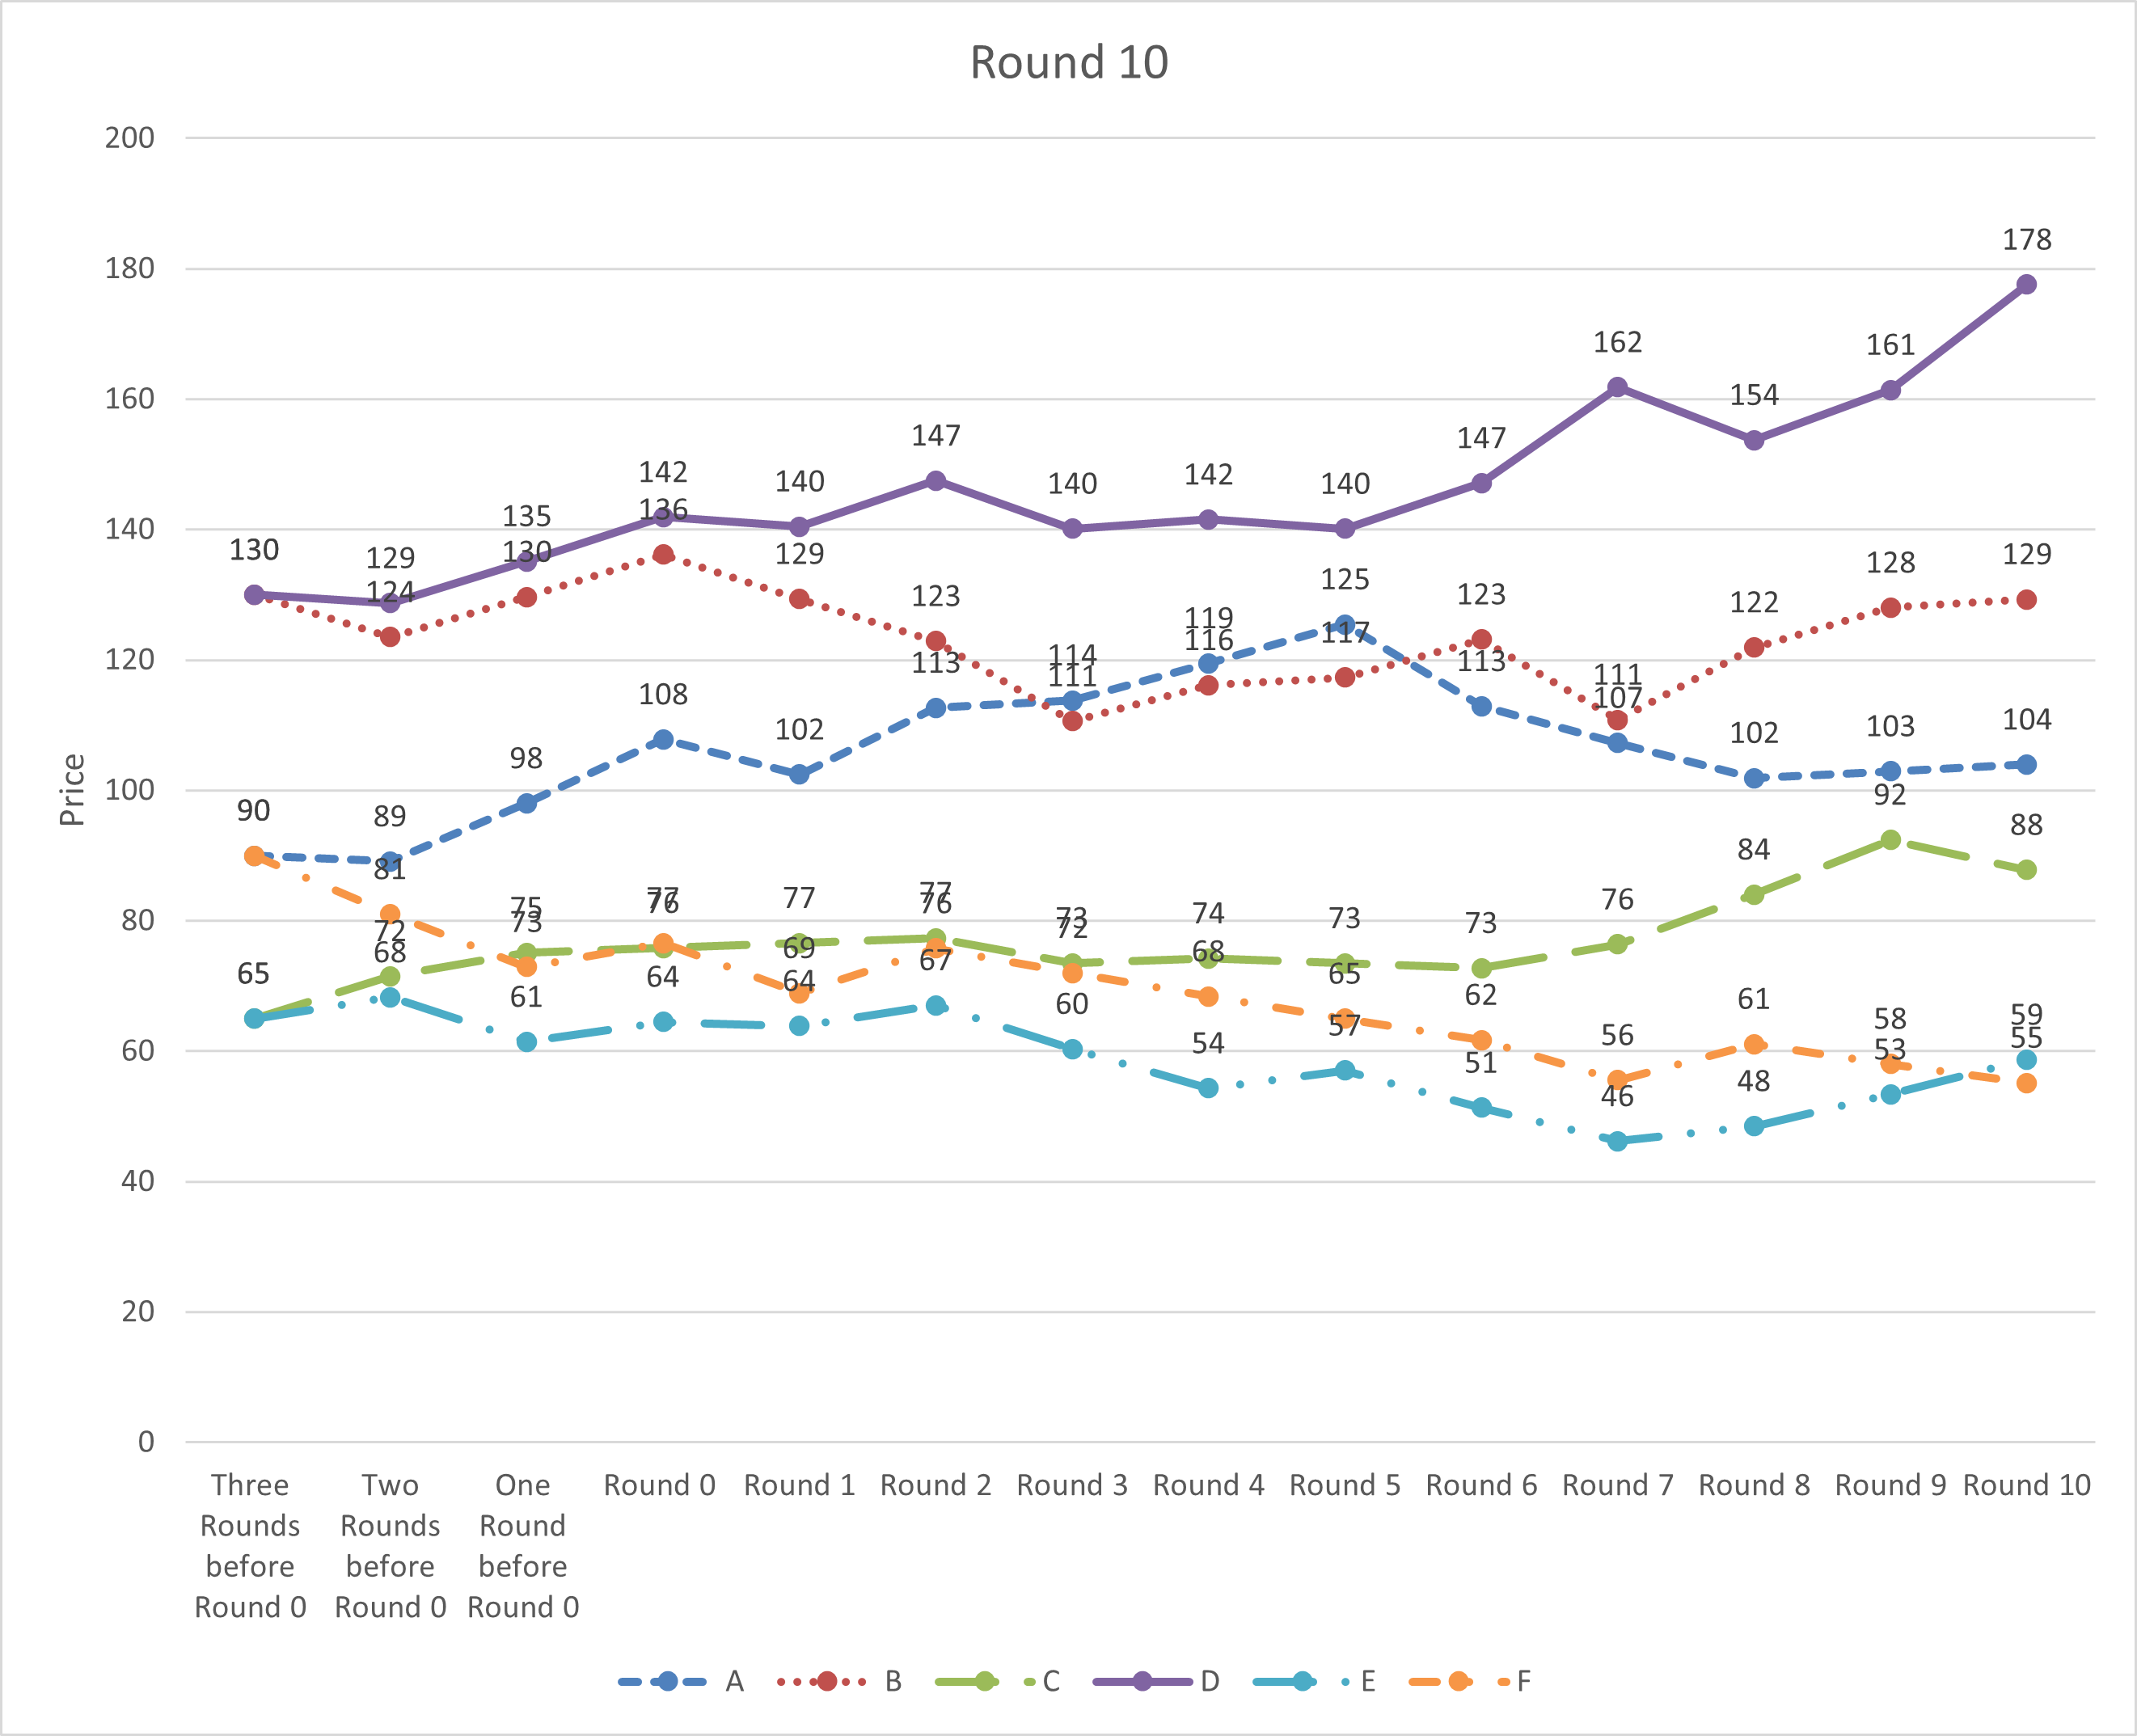 Round 10
200
180
160
140
120
100
80
60
40
20
0
Price
130 129 135 142 140 147 140 142 140 147 162 154 161 178
124 130 136 129 123 111 116 117 123 111 122 128 129
90 89 98 108 102 113 114 119 125 113 107 102 103 104
65 72 75 76 77 77 73 74 73 73 76 84 92 88
81 73 77 69 76 72 68 65 62 56 61 58 55
68 61 64 64 67 60 54 57 51 46 48 53 59
Three Rounds before Round 0
Two Rounds before Round 0
One Round before Round 0
Round 0 Round 1 Round 2 Round 3 Round 4 Round 5 Round 6 Round 7 Round 8 Round 9 Round 10
A B C D E F